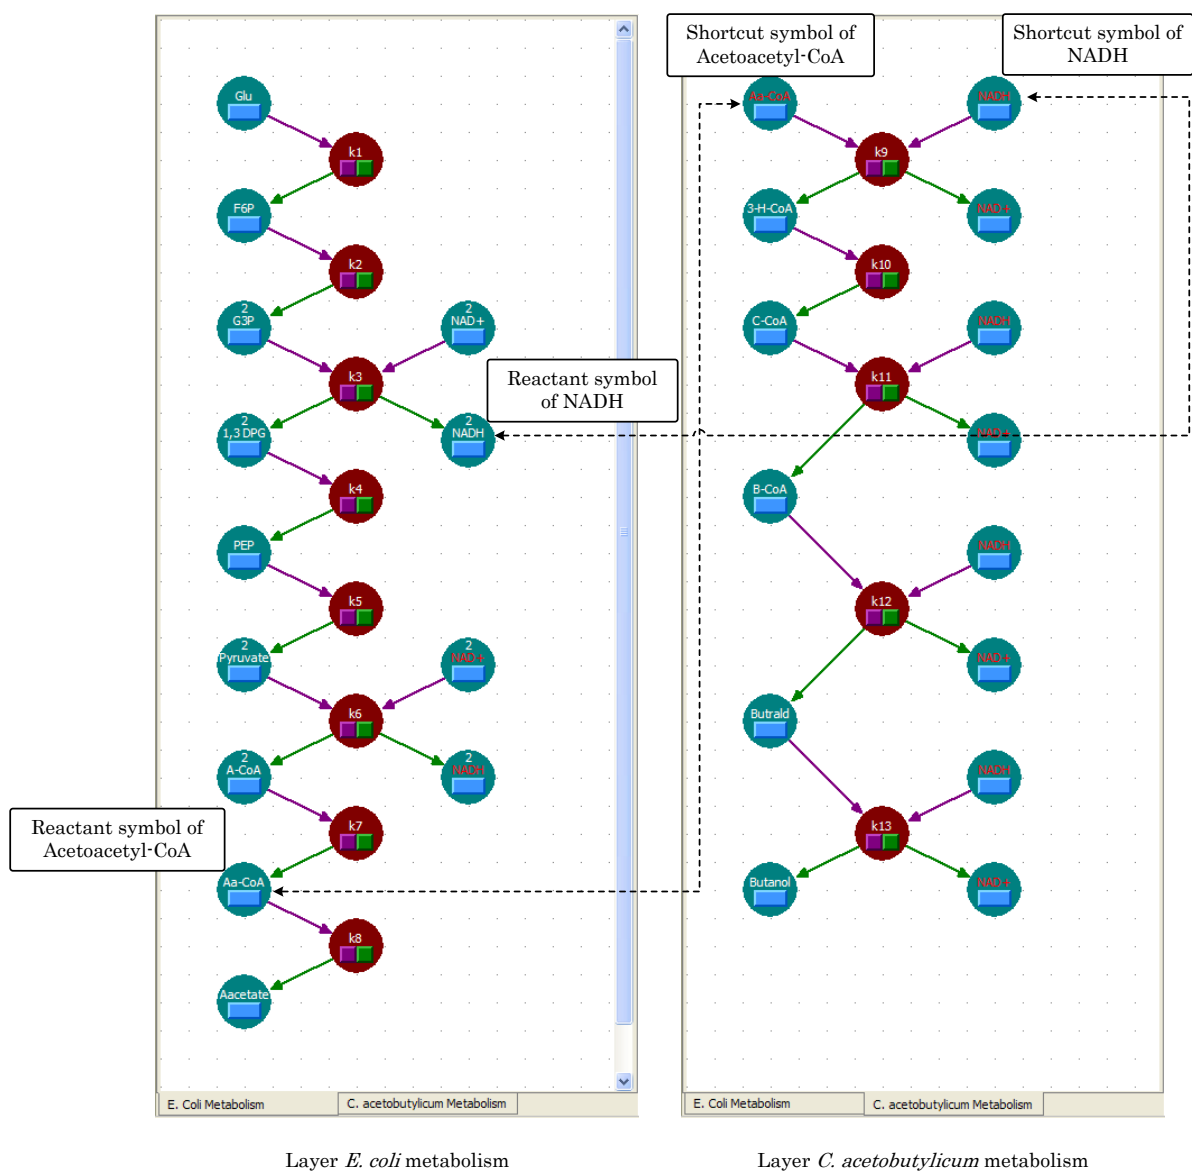 Shortcut symbol of
Acetoacetyl-CoA
Shortcut symbol of
NADH
Glu
k1
F6P
k2
2
G3P
2
NAD+
k3
2
1,3 DPG
2
NADH
Reactant symbol
of NADH
k4
PEP
k5
2
Pyruvate
2
NAD+
k6
2
A-CoA
2
NADH
k7
Reactant symbol of
Acetoacetyl-CoA
Aa-CoA
k8
Aacetate
E. Coli Metabolism
C. acetobutylicum Metabolism
Layer E. coli metabolism
Aa-CoA
NADH
k9
3-H-CoA
NAD+
k10
C-CoA
NADH
k11
NAD+
B-CoA
NADH
k12
NAD+
Butrald
NADH
k13
Butanol
NAD+
E. Coli Metabolism
C. acetobutylicum Metabolism
Layer C. acetobutylicum metabolism